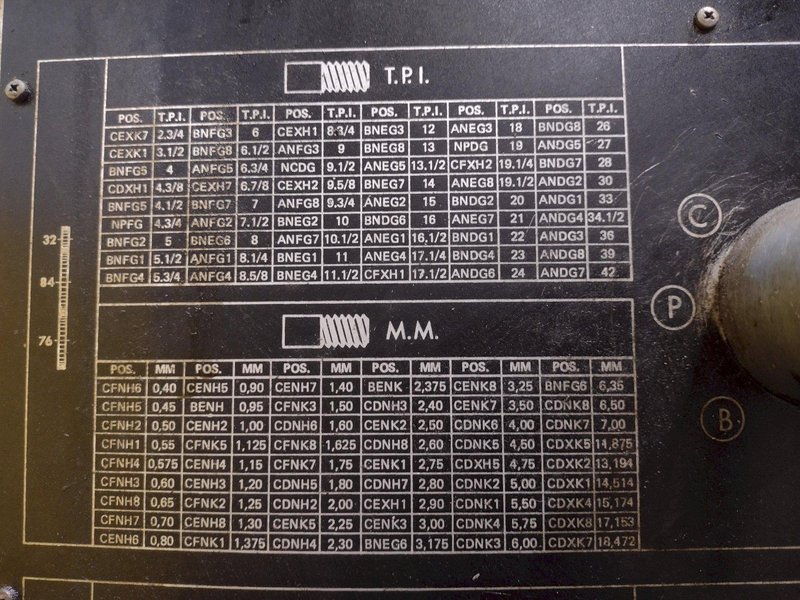 T.P.I.
POS. T.P.I. POS. T.P.I. POS. T.P.I. POS. T.P.I. POS. T.P.I. POS. T.P.I.
CEXK7 2.3/4 BNFG3 6 CEXH1 8.3/4 BNEG3 12 ANEG3 18 BNDG8 26
CEXK1 3.1/2 BNFG8 6,1/2 ANFG3 9 BNEG8 13 NPDG 19 ANDG5 27
BNFG5 4 ANFG5 6.3/4 NCDG 9.1/2 ANEG5 13,1/2 CFXH2 19,1/4 BNDG7 28
CDXH1 4.3/8 CEXH7 6.7/8 CEXH2 9.5/8 BNEG7 14 ANEG8 19,1/2 ANDG2 30
BNFG5 4.1/2 BNFG7 7 ANFG8 9.3/4 ANEG2 15 BNDG2 20 ANDG1 33
NPFG 4.3/4 ANFG2 7,1/2 BNEG2 10 BNDG6 16 ANEG7 21 ANDG4 34.1/2
32 BNFG2 5 BNEG6 8 ANFG7 10,1/2 ANEG1 16,1/2 BNDG1 22 ANDG3 36
BNFG1 5,1/2 ANFG1 8,1/4 BNEG1 11 ANEG4 17.1/4 BNDG4 23 ANDG8 39
84 BNFG4 5.3/4 ANFG4 8,5/8 BNEG4 11,1/2 CFXH1 17.1/2 ANDG6 24 ANDG7 42
C
P
M.M.
76
POS. MM POS. MM POS. MM POS. MM POS. MM POS. MM
CFNH6 0,40 CENH5 0,90 CENH7 1,40 BENK 2,375 CENK8 3,25 BNFG6 6,35
CFNH5 0,45 BENH 0,95 CFNK3 1,50 CDNH3 2,40 CENK7 3,50 CDNK8 6,50
CFNH2 0,50 CENH2 1,00 CDNH6 1,60 CENK2 2,50 CDNK6 4,00 CDNK7 7,00
B
CFNH1 0,55 CFNK5 1,125 CFNK8 1,625 CDNH8 2,60 CDNK5 4,50 CDXK5 14,875
CFNH4 0,575 CENH4 1,15 CFNK7 1,75 CENK1 2,75 CDXH5 4,75 CDXK2 13,194
CFNH3 0,60 CENH3 1,20 CDNH5 1,80 CDNH7 2,80 CDNK2 5,00 CDXK1 14,514
CFNH8 0,65 CFNK2 1,25 CDNH2 2,00 CEXH1 2,90 CDNK1 5,50 CDXK4 15,174
CFNH7 0,70 CENH8 1,30 CENK5 2,25 CENK3 3,00 CDNK4 5,75 CDXK8 17,153
CENH6 0,80 CFNK1 1,375 CDNH4 2,30 BNEG6 3,175 CDNK3 6,00 CDXK7 18,472